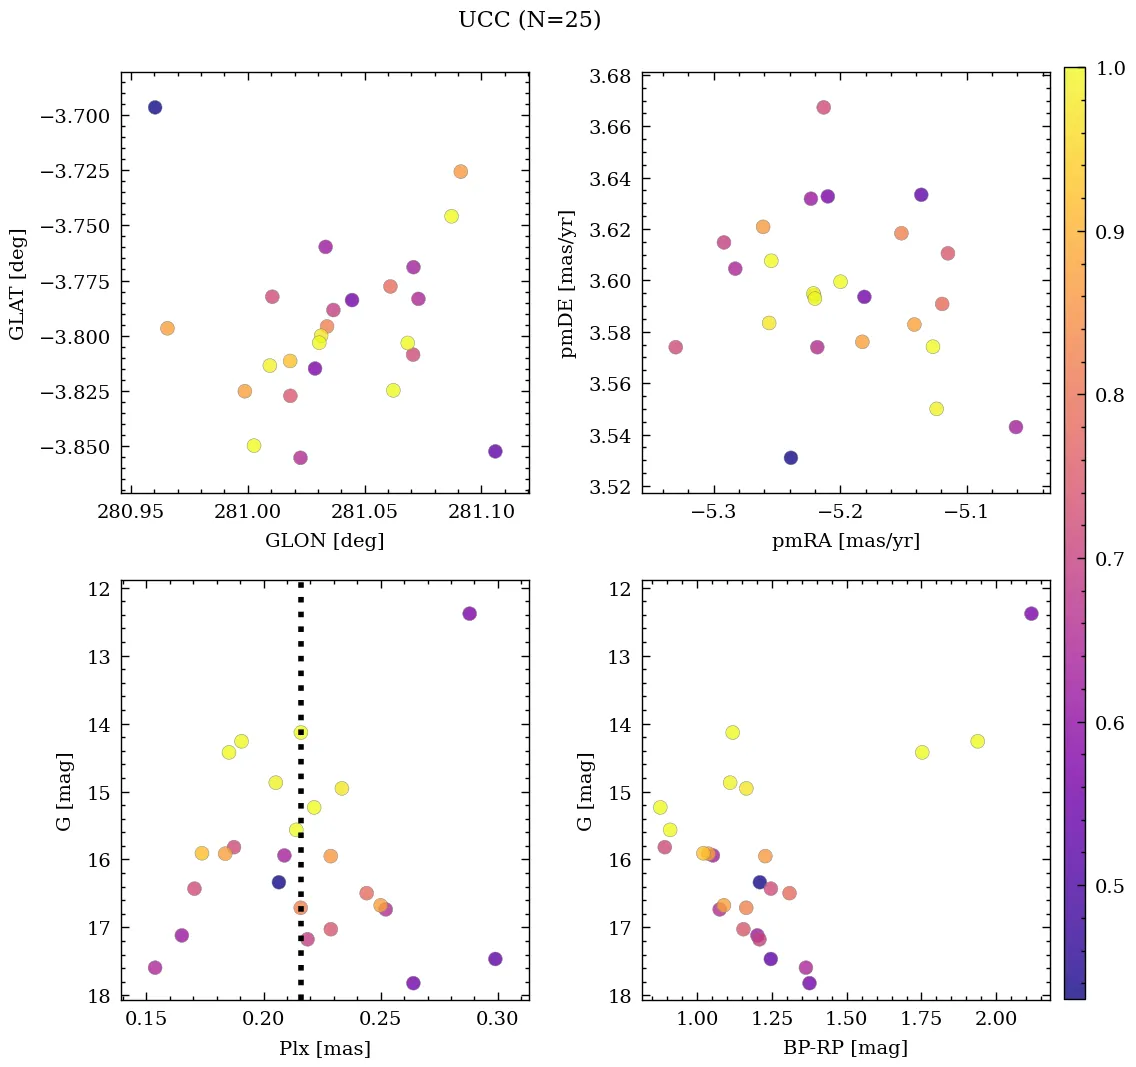 UCC (N=25)
−3.700
−3.725
−3.750
−3.775
−3.800
−3.825
−3.850
GLAT [deg]
280.95 281.00 281.05 281.10
GLON [deg]
3.68
3.66
3.64
3.62
3.60
3.58
3.56
3.54
3.52
pmDE [mas/yr]
−5.3 −5.2 −5.1
pmRA [mas/yr]
12
13
14
15
16
17
18
G [mag]
0.15 0.20 0.25 0.30
Plx [mas]
12
13
14
15
16
17
18
G [mag]
1.00 1.25 1.50 1.75 2.00
BP-RP [mag]
1.0
0.9
0.8
0.7
0.6
0.5